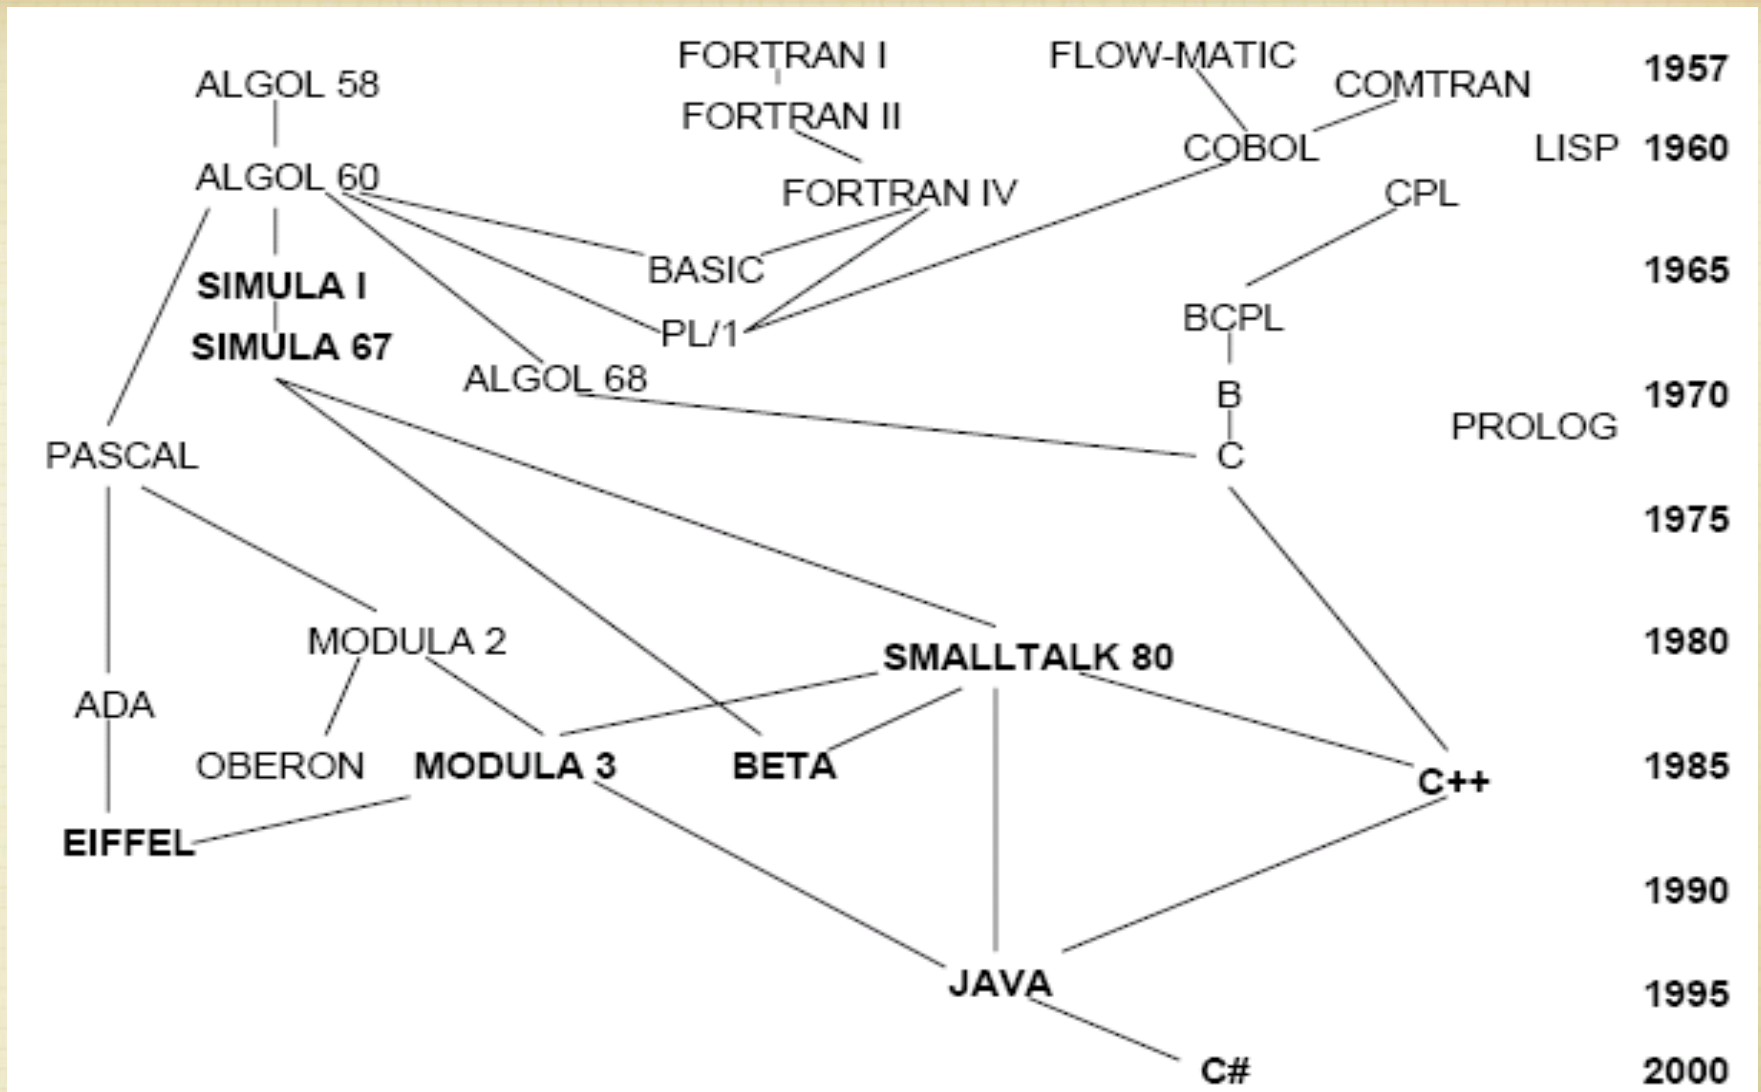 FORTRAN I
FLOW-MATIC
1957
ALGOL 58
COMTRAN
FORTRAN II
COBOL
LISP
1960
ALGOL 60
FORTRAN IV
CPL
BASIC
1965
SIMULA I
BCPL
PL/1
SIMULA 67
ALGOL 68
B
1970
PROLOG
PASCAL
C
1975
MODULA 2
1980
SMALLTALK 80
ADA
OBERON
MODULA 3
BETA
1985
C++
EIFFEL
1990
JAVA
1995
C#
2000